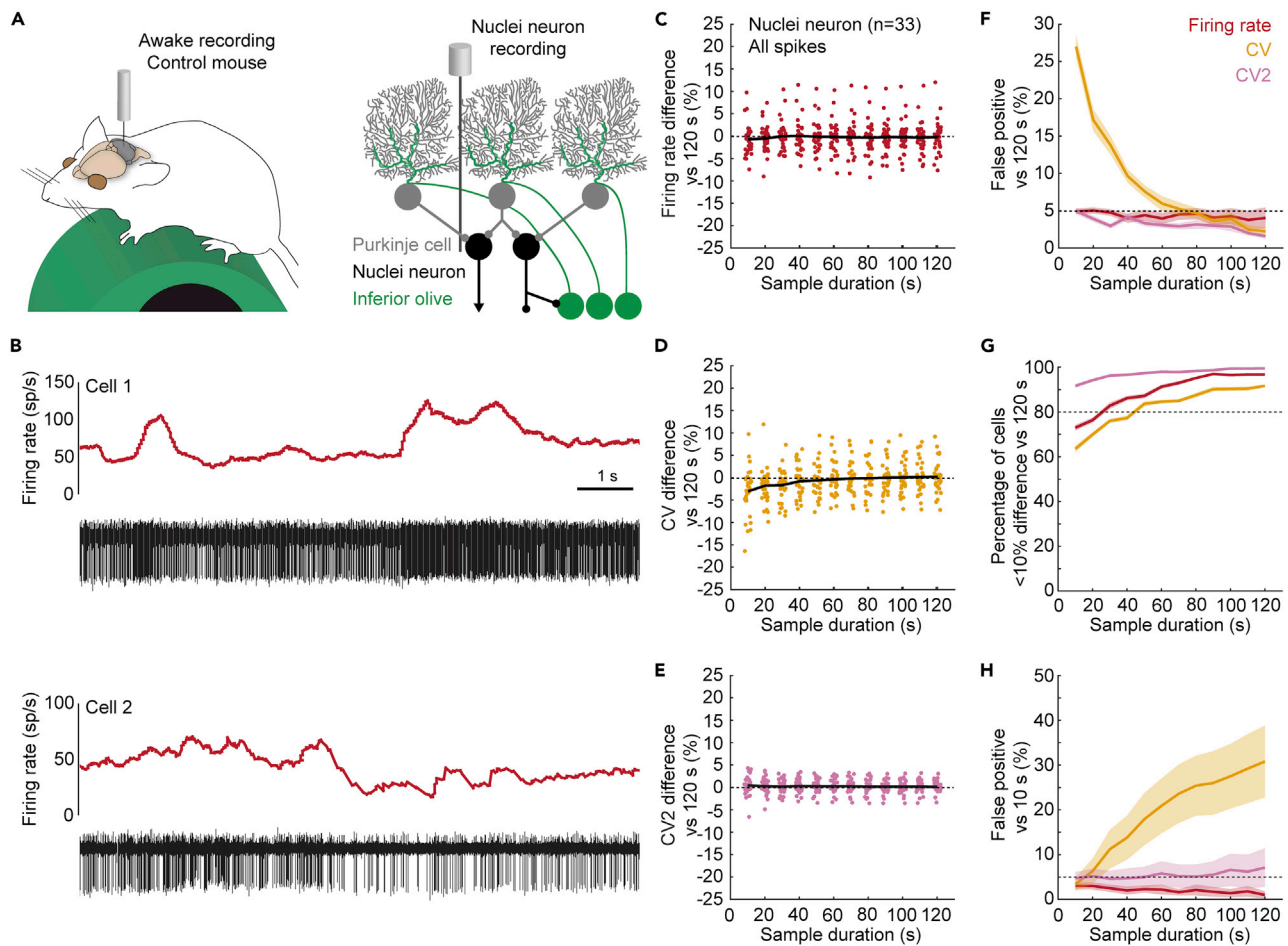 A
Awake recording
Control mouse
Nuclei neuron
recording
Purkinje cell
Nuclei neuron
Inferior olive
B
Cell 1
Firing rate (sp/s)
150
100
50
0
1 s
Cell 2
Firing rate (sp/s)
100
50
0
C
Nuclei neuron (n=33)
All spikes
Firing rate difference
vs 120 s (%)
25
20
15
10
5
0
-5
-10
-15
-20
-25
0 20 40 60 80 100 120
Sample duration (s)
D
CV difference
vs 120 s (%)
25
20
15
10
5
0
-5
-10
-15
-20
-25
0 20 40 60 80 100 120
Sample duration (s)
E
CV2 difference
vs 120 s (%)
25
20
15
10
5
0
-5
-10
-15
-20
-25
0 20 40 60 80 100 120
Sample duration (s)
F
Firing rate
CV
CV2
False positive
vs 120 s (%)
30
25
20
15
10
5
0
0 20 40 60 80 100 120
Sample duration (s)
G
Percentage of cells
<10% difference vs 120 s
100
80
60
40
20
0
0 20 40 60 80 100 120
Sample duration (s)
H
False positive
vs 10 s (%)
50
40
30
20
10
5
0
0 20 40 60 80 100 120
Sample duration (s)